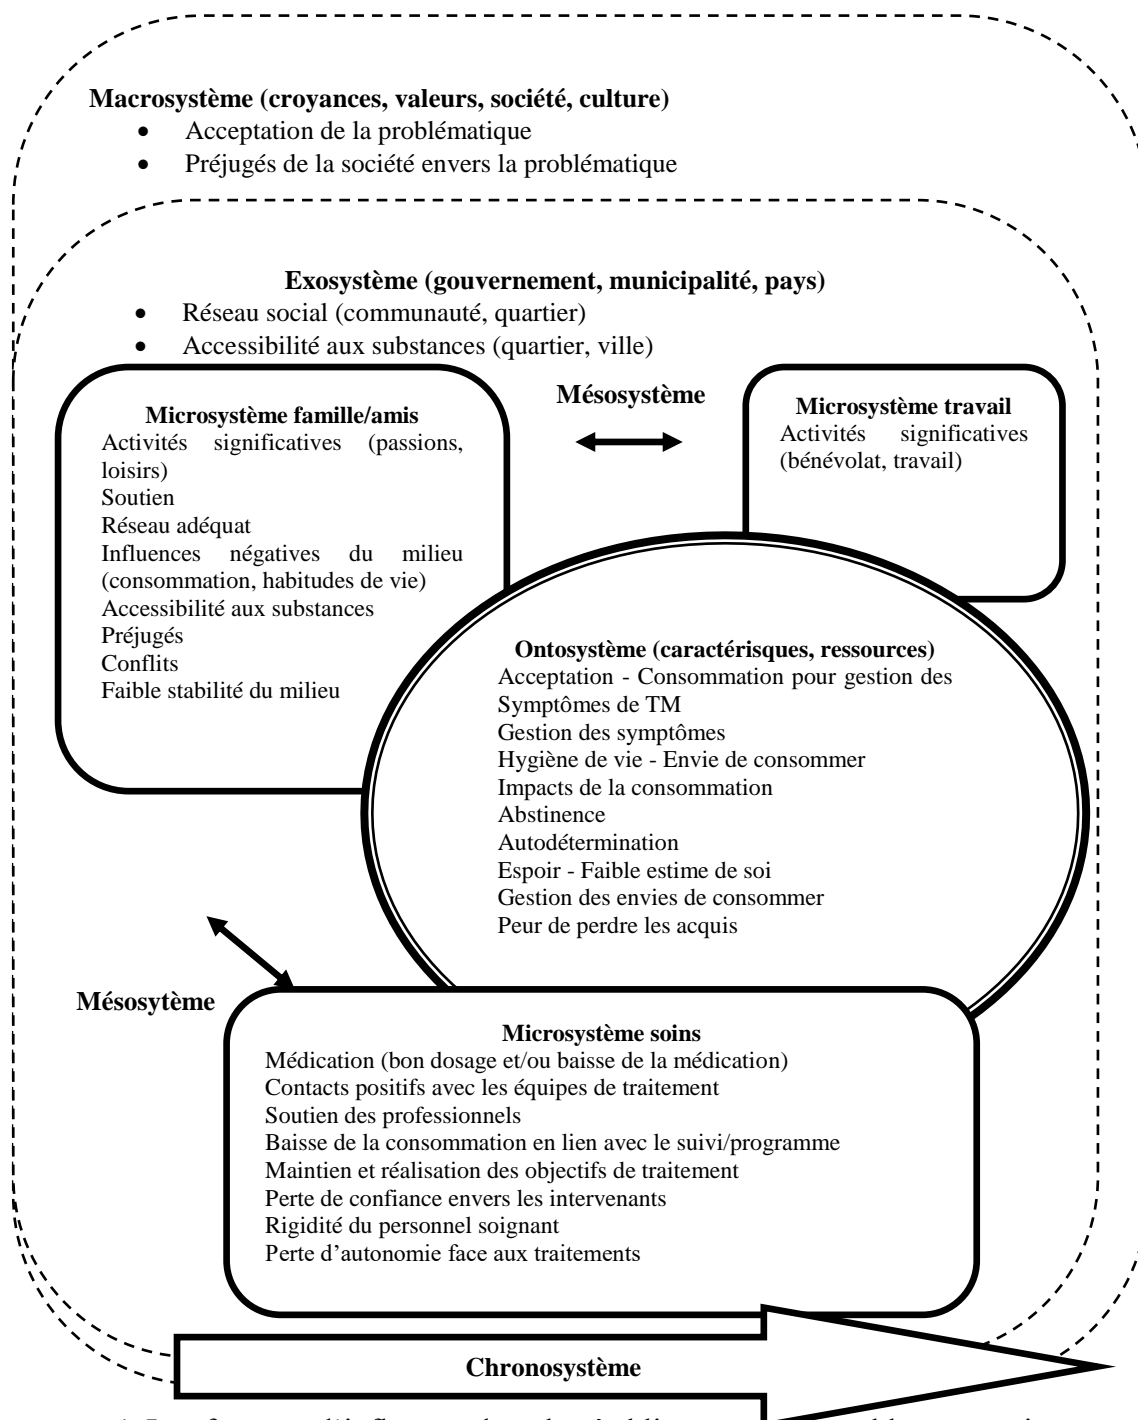 Macrosystème (croyances, valeurs, société, culture)
• Acceptation de la problématique
• Préjugés de la société envers la problématique
Exosystème (gouvernement, municipalité, pays)
• Réseau social (communauté, quartier)
• Accessibilité aux substances (quartier, ville)
Microsystème famille/amis
Activités significatives (passions,
loisirs)
Soutien
Réseau adéquat
Influences négatives du milieu
(consommation, habitudes de vie)
Accessibilité aux substances
Préjugés
Conflits
Faible stabilité du milieu
Mésosystème
Microsystème travail
Activités significatives
(bénévolat, travail)
Ontosystème (caractérisques, ressources)
Acceptation - Consommation pour gestion des
Symptômes de TM
Gestion des symptômes
Hygiène de vie - Envie de consommer
Impacts de la consommation
Abstinence
Autodétermination
Espoir - Faible estime de soi
Gestion des envies de consommer
Peur de perdre les acquis
Mésosytème
Microsystème soins
Médication (bon dosage et/ou baisse de la médication)
Contacts positifs avec les équipes de traitement
Soutien des professionnels
Baisse de la consommation en lien avec le suivi/programme
Maintien et réalisation des objectifs de traitement
Perte de confiance envers les intervenants
Rigidité du personnel soignant
Perte d'autonomie face aux traitements
Chronosystème